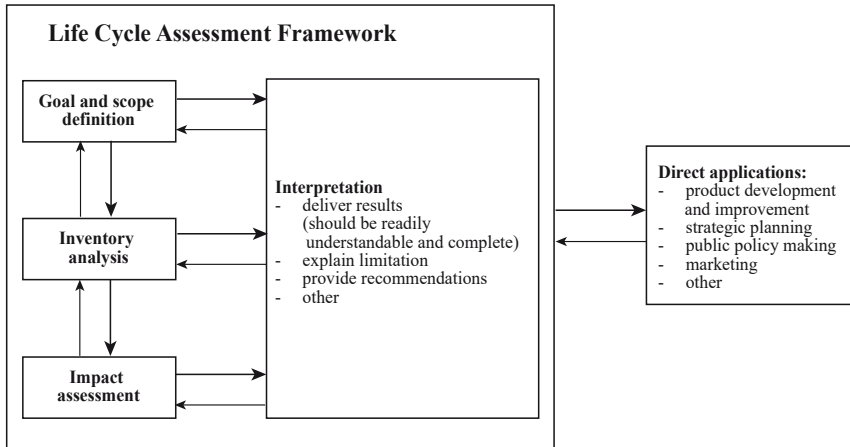 Life Cycle Assessment Framework
Goal and scope
definition
Inventory
analysis
Impact
assessment
Interpretation
- deliver results
(should be readily
understandable and complete)
- explain limitation
- provide recommendations
- other
Direct applications:
- product development
and improvement
- strategic planning
- public policy making
- marketing
- other